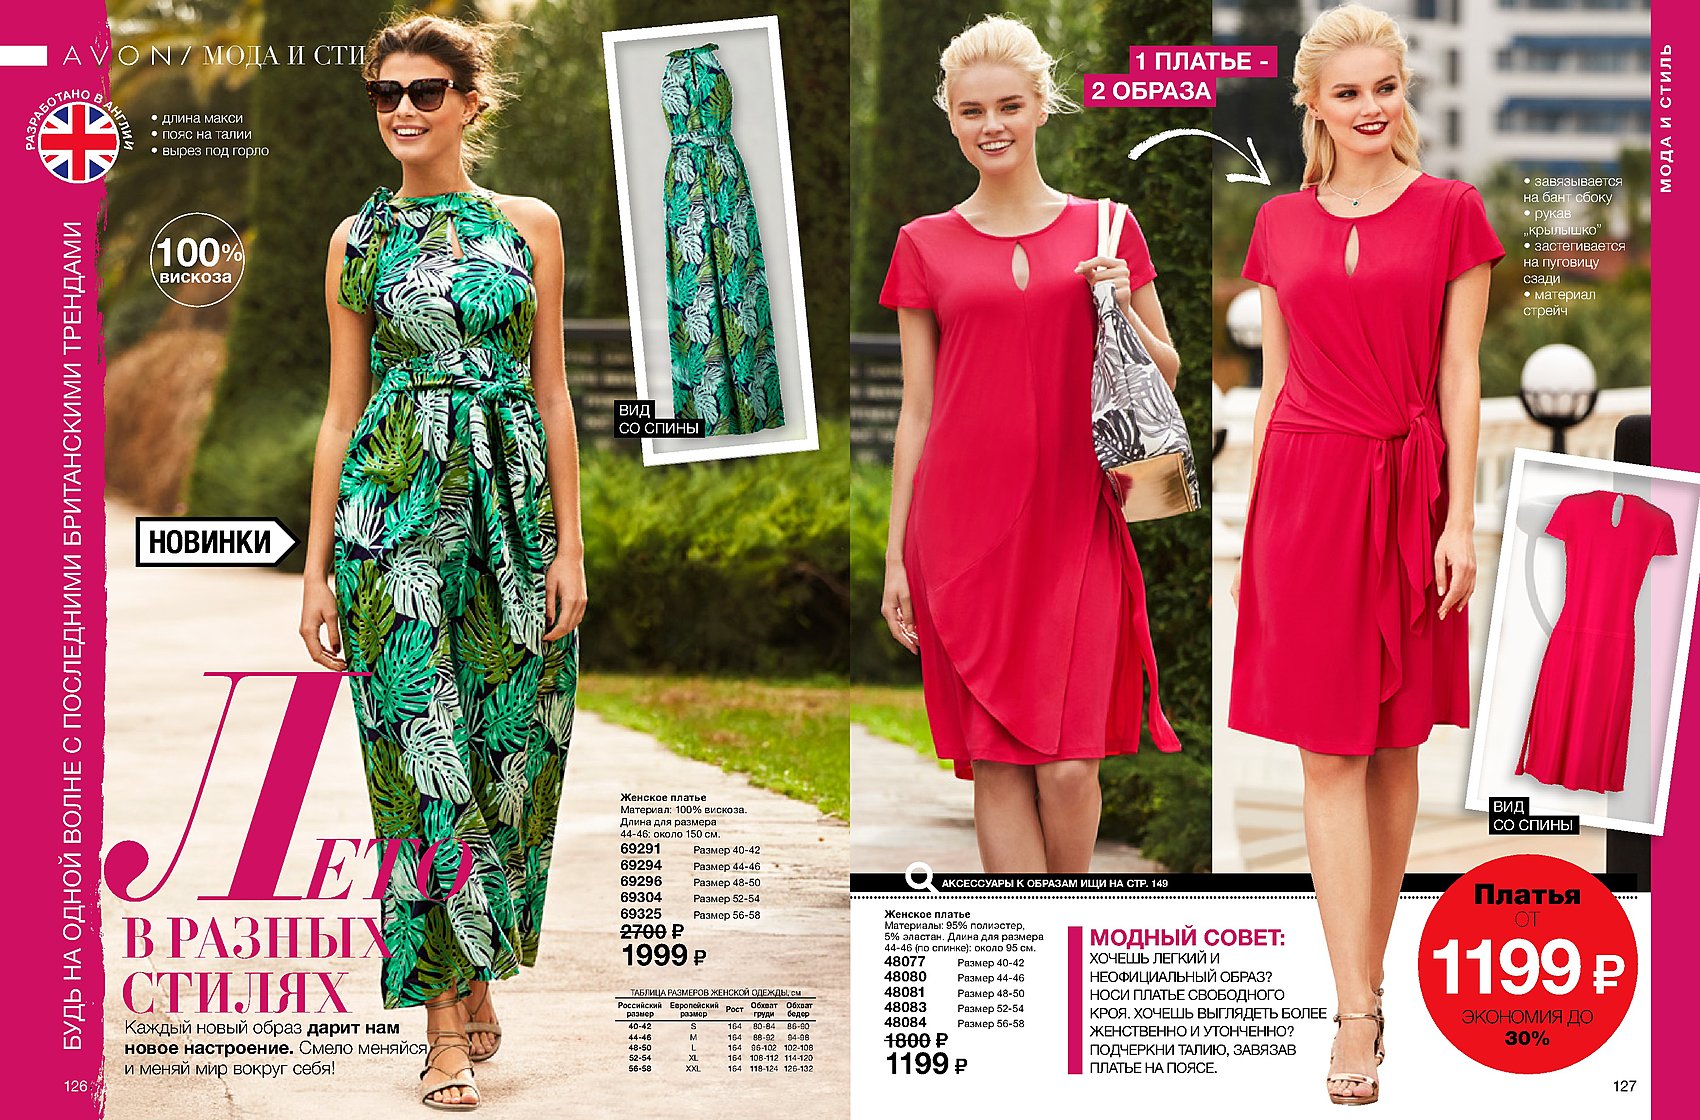 AVON / МОДА И СТИ
РАЗРАБОТАНО В АНГЛИИ
• длина макси
• пояс на талии
• вырез под горло
100%
вискоза
БУДЬ НА ОДНОЙ ВОЛНЕ С ПОСЛЕДНИМИ БРИТАНСКИМИ ТРЕНДАМИ
НОВИНКИ
ВИД
СО СПИНЫ
ЛЕТО
В РАЗНЫХ
СТИЛЯХ
Каждый новый образ дарит нам
новое настроение. Смело меняйся
и меняй мир вокруг себя!
126
Женское платье
Материал: 100% вискоза.
Длина для размера
44-46: около 150 см.
69291 Размер 40-42
69294 Размер 44-46
69296 Размер 48-50
69304 Размер 52-54
69325 Размер 56-58
2700 ₽
1999 ₽
ТАБЛИЦА РАЗМЕРОВ ЖЕНСКОЙ ОДЕЖДЫ, см
Российский размер Европейский размер Рост Обхват груди Обхват бедер
40-42 S 164 80-84 86-90
44-46 M 164 88-92 94-98
48-50 L 164 96-102 102-108
52-54 XL 164 108-112 114-120
56-58 XXL 164 118-124 126-132
1 ПЛАТЬЕ -
2 ОБРАЗА
МОДА И СТИЛЬ
• завязывается
на бант сбоку
• рукав
„крылышко”
• застегивается
на пуговицу
сзади
• материал
стрейч
ВИД
СО СПИНЫ
АКСЕССУАРЫ К ОБРАЗАМ ИЩИ НА СТР. 149
Женское платье
Материалы: 95% полиэстер,
5% эластан. Длина для размера
44-46 (по спинке): около 95 см.
48077 Размер 40-42
48080 Размер 44-46
48081 Размер 48-50
48083 Размер 52-54
48084 Размер 56-58
1800 ₽
1199 ₽
МОДНЫЙ СОВЕТ:
ХОЧЕШЬ ЛЕГКИЙ И
НЕОФИЦИАЛЬНЫЙ ОБРАЗ?
НОСИ ПЛАТЬЕ СВОБОДНОГО
КРОЯ. ХОЧЕШЬ ВЫГЛЯДЕТЬ БОЛЕЕ
ЖЕНСТВЕННО И УТОНЧЕННО?
ПОДЧЕРКНИ ТАЛИЮ, ЗАВЯЗАВ
ПЛАТЬЕ НА ПОЯСЕ.
Платья
ОТ
1199 ₽
ЭКОНОМИЯ ДО
30%
127